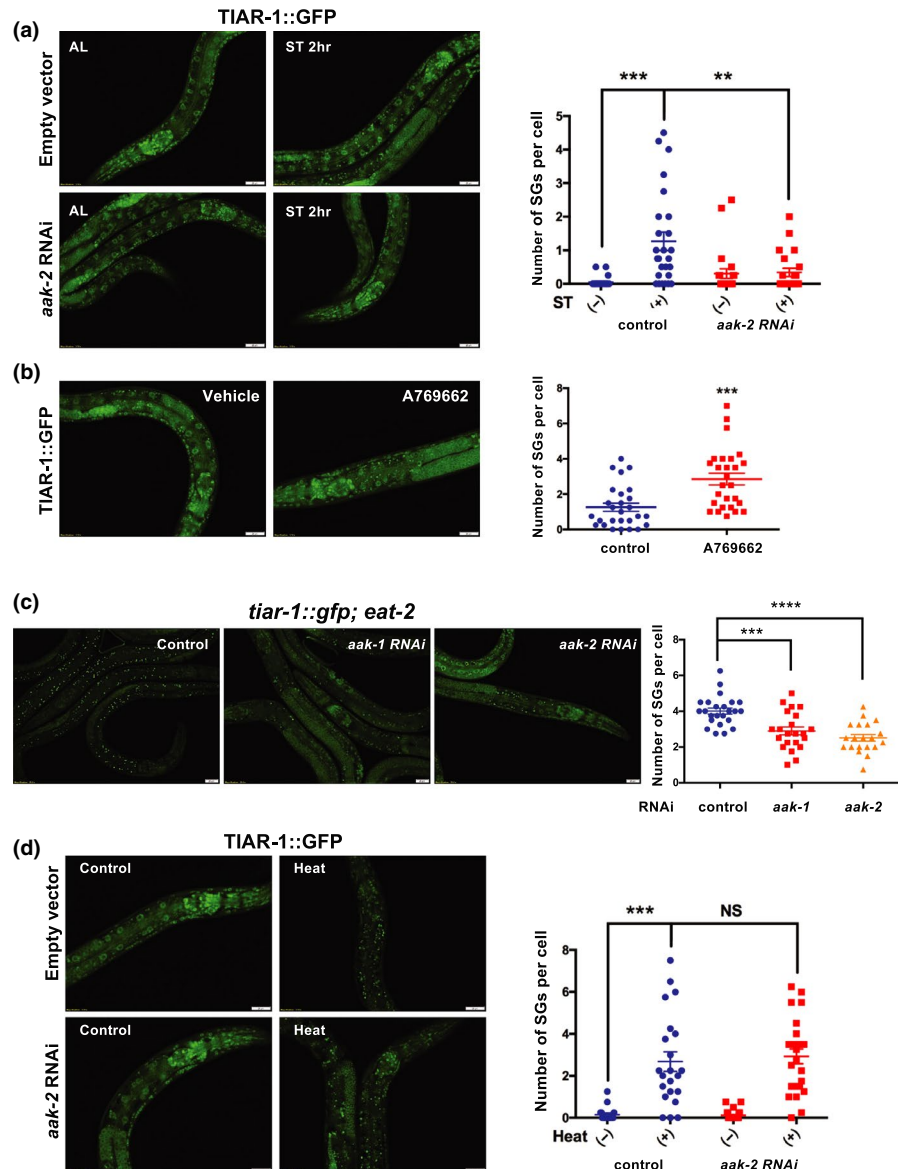 (a)
TIAR-1::GFP
Empty vector
AL
ST 2hr
aak-2 RNAi
AL
ST 2hr
Number of SGs per cell
5
4
3
2
1
0
***
**
ST
(−)
(+)
(−)
(+)
control
aak-2 RNAi
(b)
TIAR-1::GFP
Vehicle
A769662
Number of SGs per cell
8
6
4
2
0
***
control
A769662
(c)
tiar-1::gfp; eat-2
Control
aak-1 RNAi
aak-2 RNAi
Number of SGs per cell
8
6
4
2
0
****
***
RNAi
control
aak-1
aak-2
(d)
TIAR-1::GFP
Empty vector
Control
Heat
aak-2 RNAi
Control
Heat
Number of SGs per cell
8
6
4
2
0
***
NS
Heat
(−)
(+)
(−)
(+)
control
aak-2 RNAi